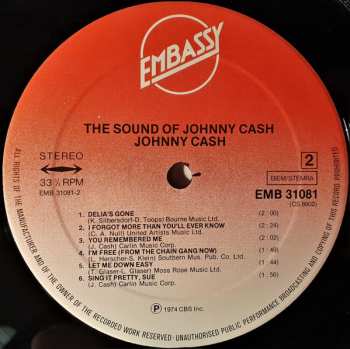 EMBASSY
THE SOUND OF JOHNNY CASH
JOHNNY CASH
STEREO
33⅓ RPM
EMB 31081-2
2
BIEM/STEMRA
EMB 31081
(CS 8602)
1 DELIA'S GONE (2 00)
(K. Silbersdorf-D. Toops) Bourne Music Ltd.
2 I FORGOT MORE THAN YOU'LL EVER KNOW (2 24)
(C. A. Null) United Artists Music Ltd.
3 YOU REMEMBERED ME (2 02)
(J. Cash) Carlin Music Corp.
4 I'M FREE (FROM THE CHAIN GANG NOW)
(L. Herscher-S. Klein) Southern Mus. Pub. Co. Ltd.
5 LET ME DOWN EASY
(T. Glaser-L. Glaser) Moss Rose Music Ltd.
6 SING IT PRETTY, SUE (1 56)
(J. Cash) Carlin Music Corp.
Ⓟ 1974 CBS Inc.
ALL RIGHTS OF THE MANUFACTURER AND OF THE OWNER OF THE RECORDED WORK RESERVED · UNAUTHORISED PUBLIC PERFORMANCE BROADCASTING AND COPYING OF THIS RECORD PROHIBITED